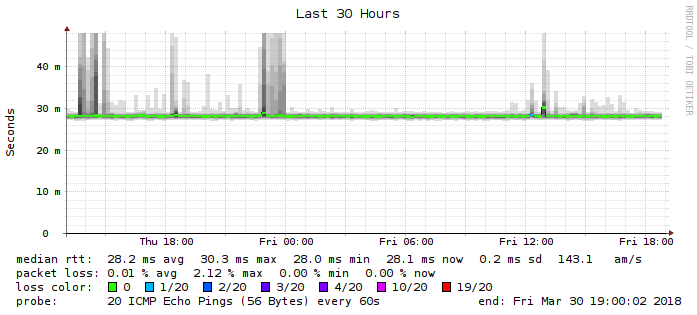 Last 30 Hours
RRDTOOL / TOBI OETIKER
Seconds
40 m
30 m
20 m
10 m
0
Thu 18:00 Fri 00:00 Fri 06:00 Fri 12:00 Fri 18:00
median rtt: 28.2 ms avg 30.3 ms max 28.0 ms min 28.1 ms now 0.2 ms sd 143.1 am/s
packet loss: 0.01 % avg 2.12 % max 0.00 % min 0.00 % now
loss color: 0 1/20 2/20 3/20 4/20 10/20 19/20
probe: 20 ICMP Echo Pings (56 Bytes) every 60s end: Fri Mar 30 19:00:02 2018